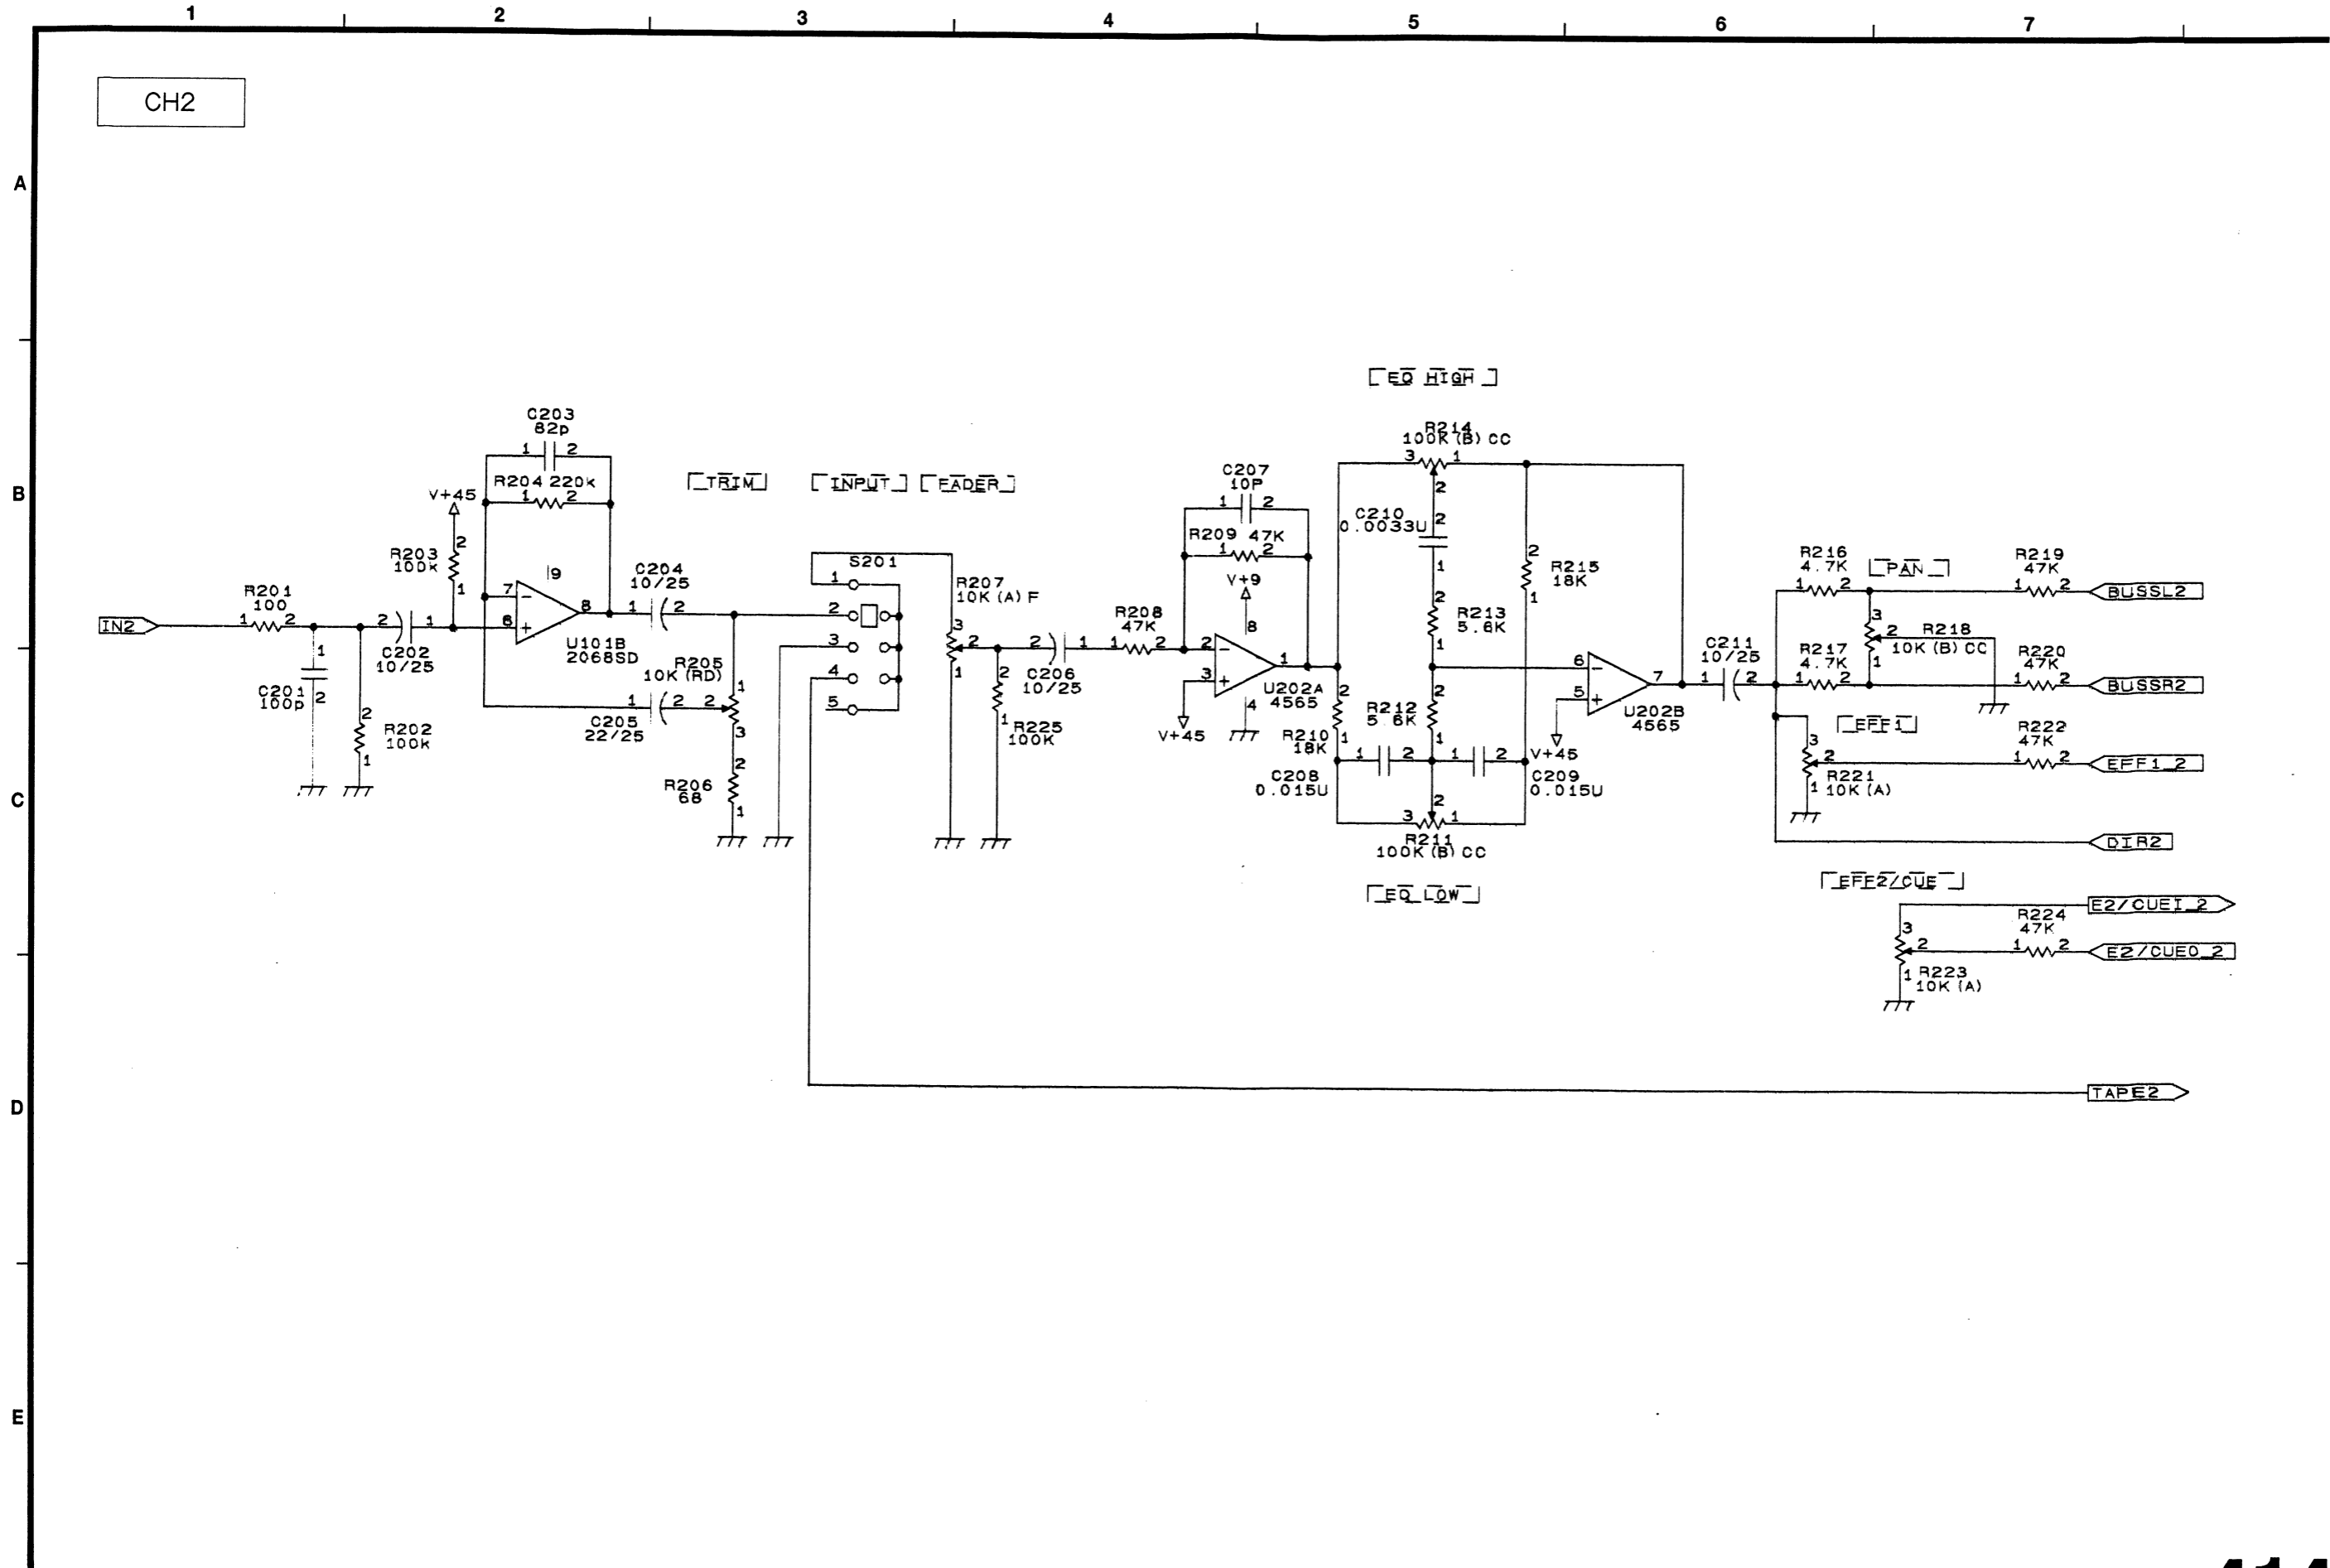 1 2 3 4 5 6 7
CH2
A
B
C
D
E
EQ HIGH
R214
100K (B) CC
3 1
2
C203
82p
1 2
R204 220K
1 2
V+45
2
R203
100K
1
TRIM
INPUT
FADER
C207
10P
1 2
R209 47K
1 2
V+9
C210
0.0033U
2
1
S201
1
2
3
4
5
R207
10K (A) F
3
2
1
R201
100
1 2
IN2
1
C201
100p
2
2 1
C202
10/25
2
R202
100k
1
7
6
9
8
U101B
2068SD
C204
10/25
1 2
R205
10K (RD)
1
2
3
1 2
C205
22/25
2
R206
68
1
2 1
C206
10/25
2
1
R225
100K
R208
47K
1 2
2
3
8
1
4
U202A
4565
V+45
2
R210
18K
1
2
R213
5.6K
1
2
R212
5.6K
1
2
R215
18K
1
1 2
C208
0.015U
1 2
C209
0.015U
3 1
2
R211
100K (B) CC
EQ LOW
6
5
7
U202B
4565
V+45
C211
10/25
1 2
R216
4.7K
1 2
PAN
R219
47K
1 2
BUSSL2
3
2
1
R218
10K (B) CC
R217
4.7K
1 2
R220
47K
1 2
BUSSR2
EFF1
3
2
1
R221
10K (A)
R222
47K
1 2
EFF1_2
DIR2
EFF2/CUE
E2/CUEI_2
3
2
1
R223
10K (A)
R224
47K
1 2
E2/CUEO_2
TAPE2